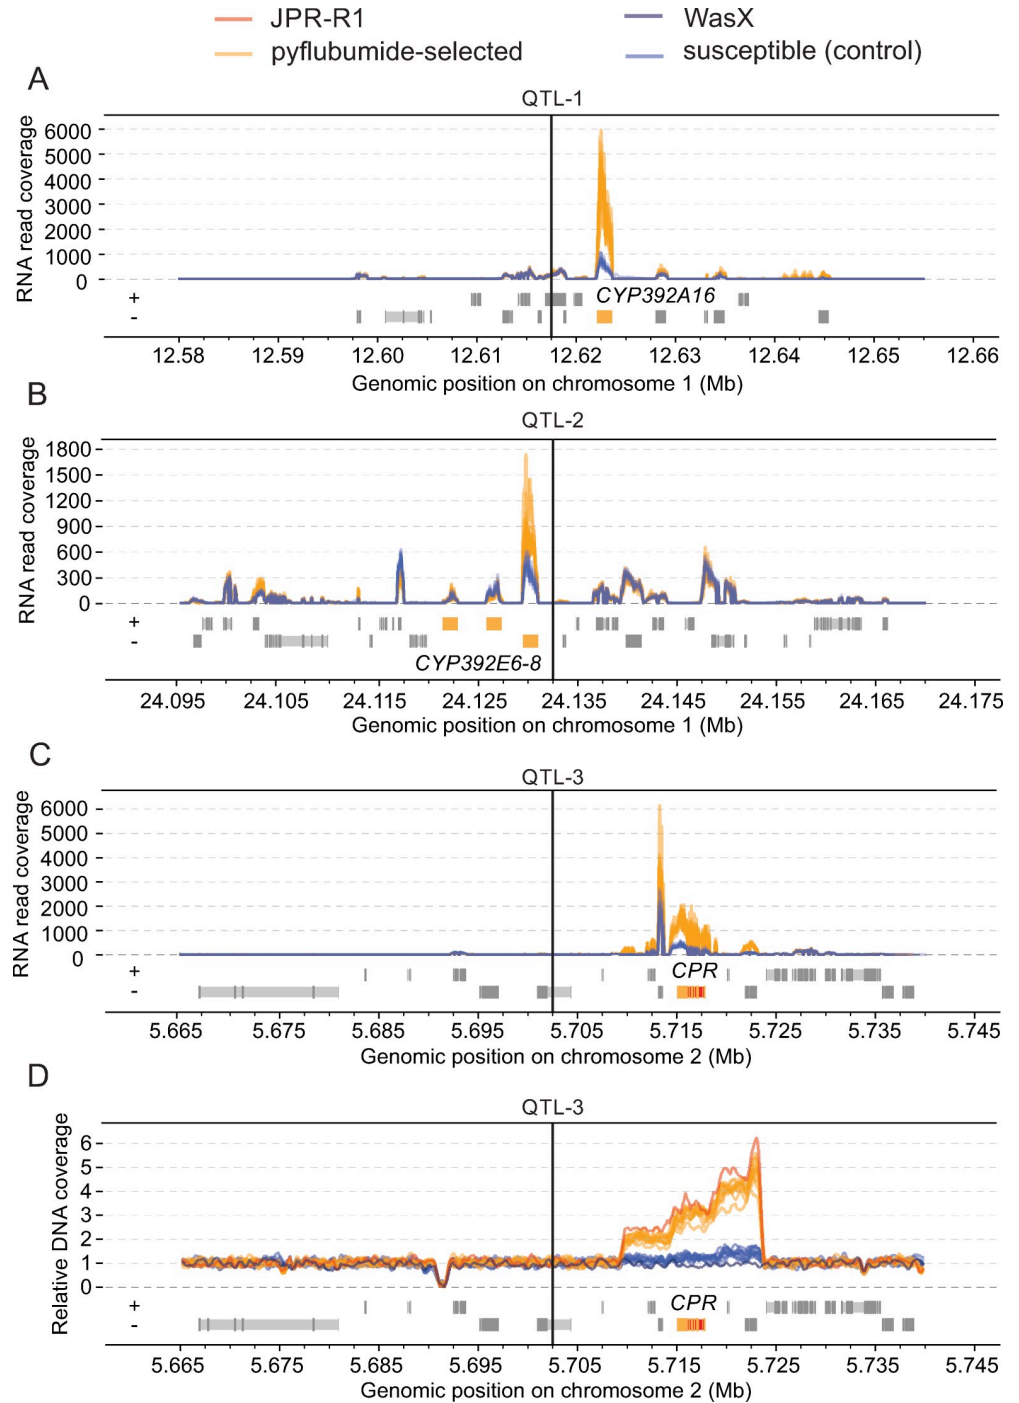 JPR-R1
WasX
pyflubumide-selected
susceptible (control)
A
QTL-1
RNA read coverage
6000
5000
4000
3000
2000
1000
0
+
CYP392A16
-
12.58 12.59 12.60 12.61 12.62 12.63 12.64 12.65 12.66
Genomic position on chromosome 1 (Mb)
B
QTL-2
RNA read coverage
1800
1500
1200
900
600
300
0
+
-
CYP392E6-8
24.095 24.105 24.115 24.125 24.135 24.145 24.155 24.165 24.175
Genomic position on chromosome 1 (Mb)
C
QTL-3
RNA read coverage
6000
5000
4000
3000
2000
1000
0
+
CPR
-
5.665 5.675 5.685 5.695 5.705 5.715 5.725 5.735 5.745
Genomic position on chromosome 2 (Mb)
D
QTL-3
Relative DNA coverage
6
5
4
3
2
1
0
+
CPR
-
5.665 5.675 5.685 5.695 5.705 5.715 5.725 5.735 5.745
Genomic position on chromosome 2 (Mb)